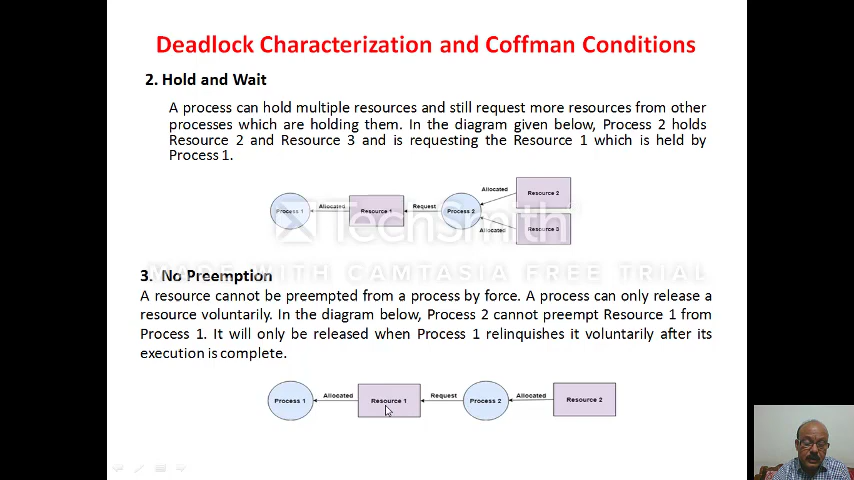 Deadlock Characterization and Coffman Conditions
2. Hold and Wait
A process can hold multiple resources and still request more resources from other
processes which are holding them. In the diagram given below, Process 2 holds
Resource 2 and Resource 3 and is requesting the Resource 1 which is held by
Process 1.
Process 1
Allocated
Resource 1
Request
Process 2
Allocated
Resource 2
Allocated
Resource 3
TechSmith
MADE WITH CAMTASIA FREE TRIAL
3. No Preemption
A resource cannot be preempted from a process by force. A process can only release a
resource voluntarily. In the diagram below, Process 2 cannot preempt Resource 1 from
Process 1. It will only be released when Process 1 relinquishes it voluntarily after its
execution is complete.
Process 1
Allocated
Resource 1
Request
Process 2
Allocated
Resource 2